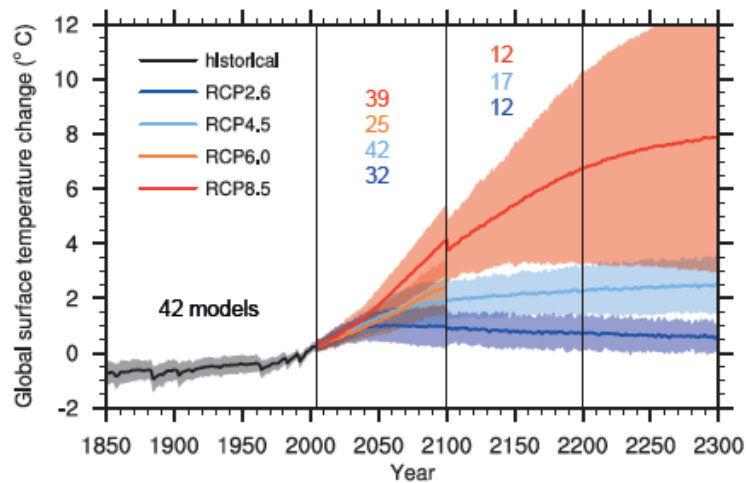 Global surface temperature change (° C)
12
10
8
6
4
2
0
-2
historical
RCP2.6
RCP4.5
RCP6.0
RCP8.5
42 models
39
25
42
32
12
17
12
1850 1900 1950 2000 2050 2100 2150 2200 2250 2300
Year